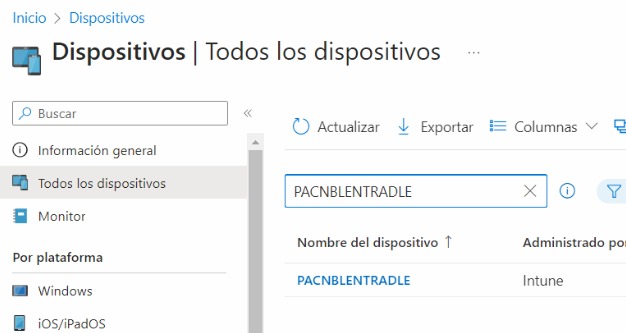 Inicio > Dispositivos
Dispositivos | Todos los dispositivos ...
Buscar «
Información general
Todos los dispositivos
Monitor
Por plataforma
Windows
iOS/iPadOS
Actualizar Exportar Columnas
PACNBLENTRADLE
Nombre del dispositivo ↑ Administrado po
PACNBLENTRADLE Intune